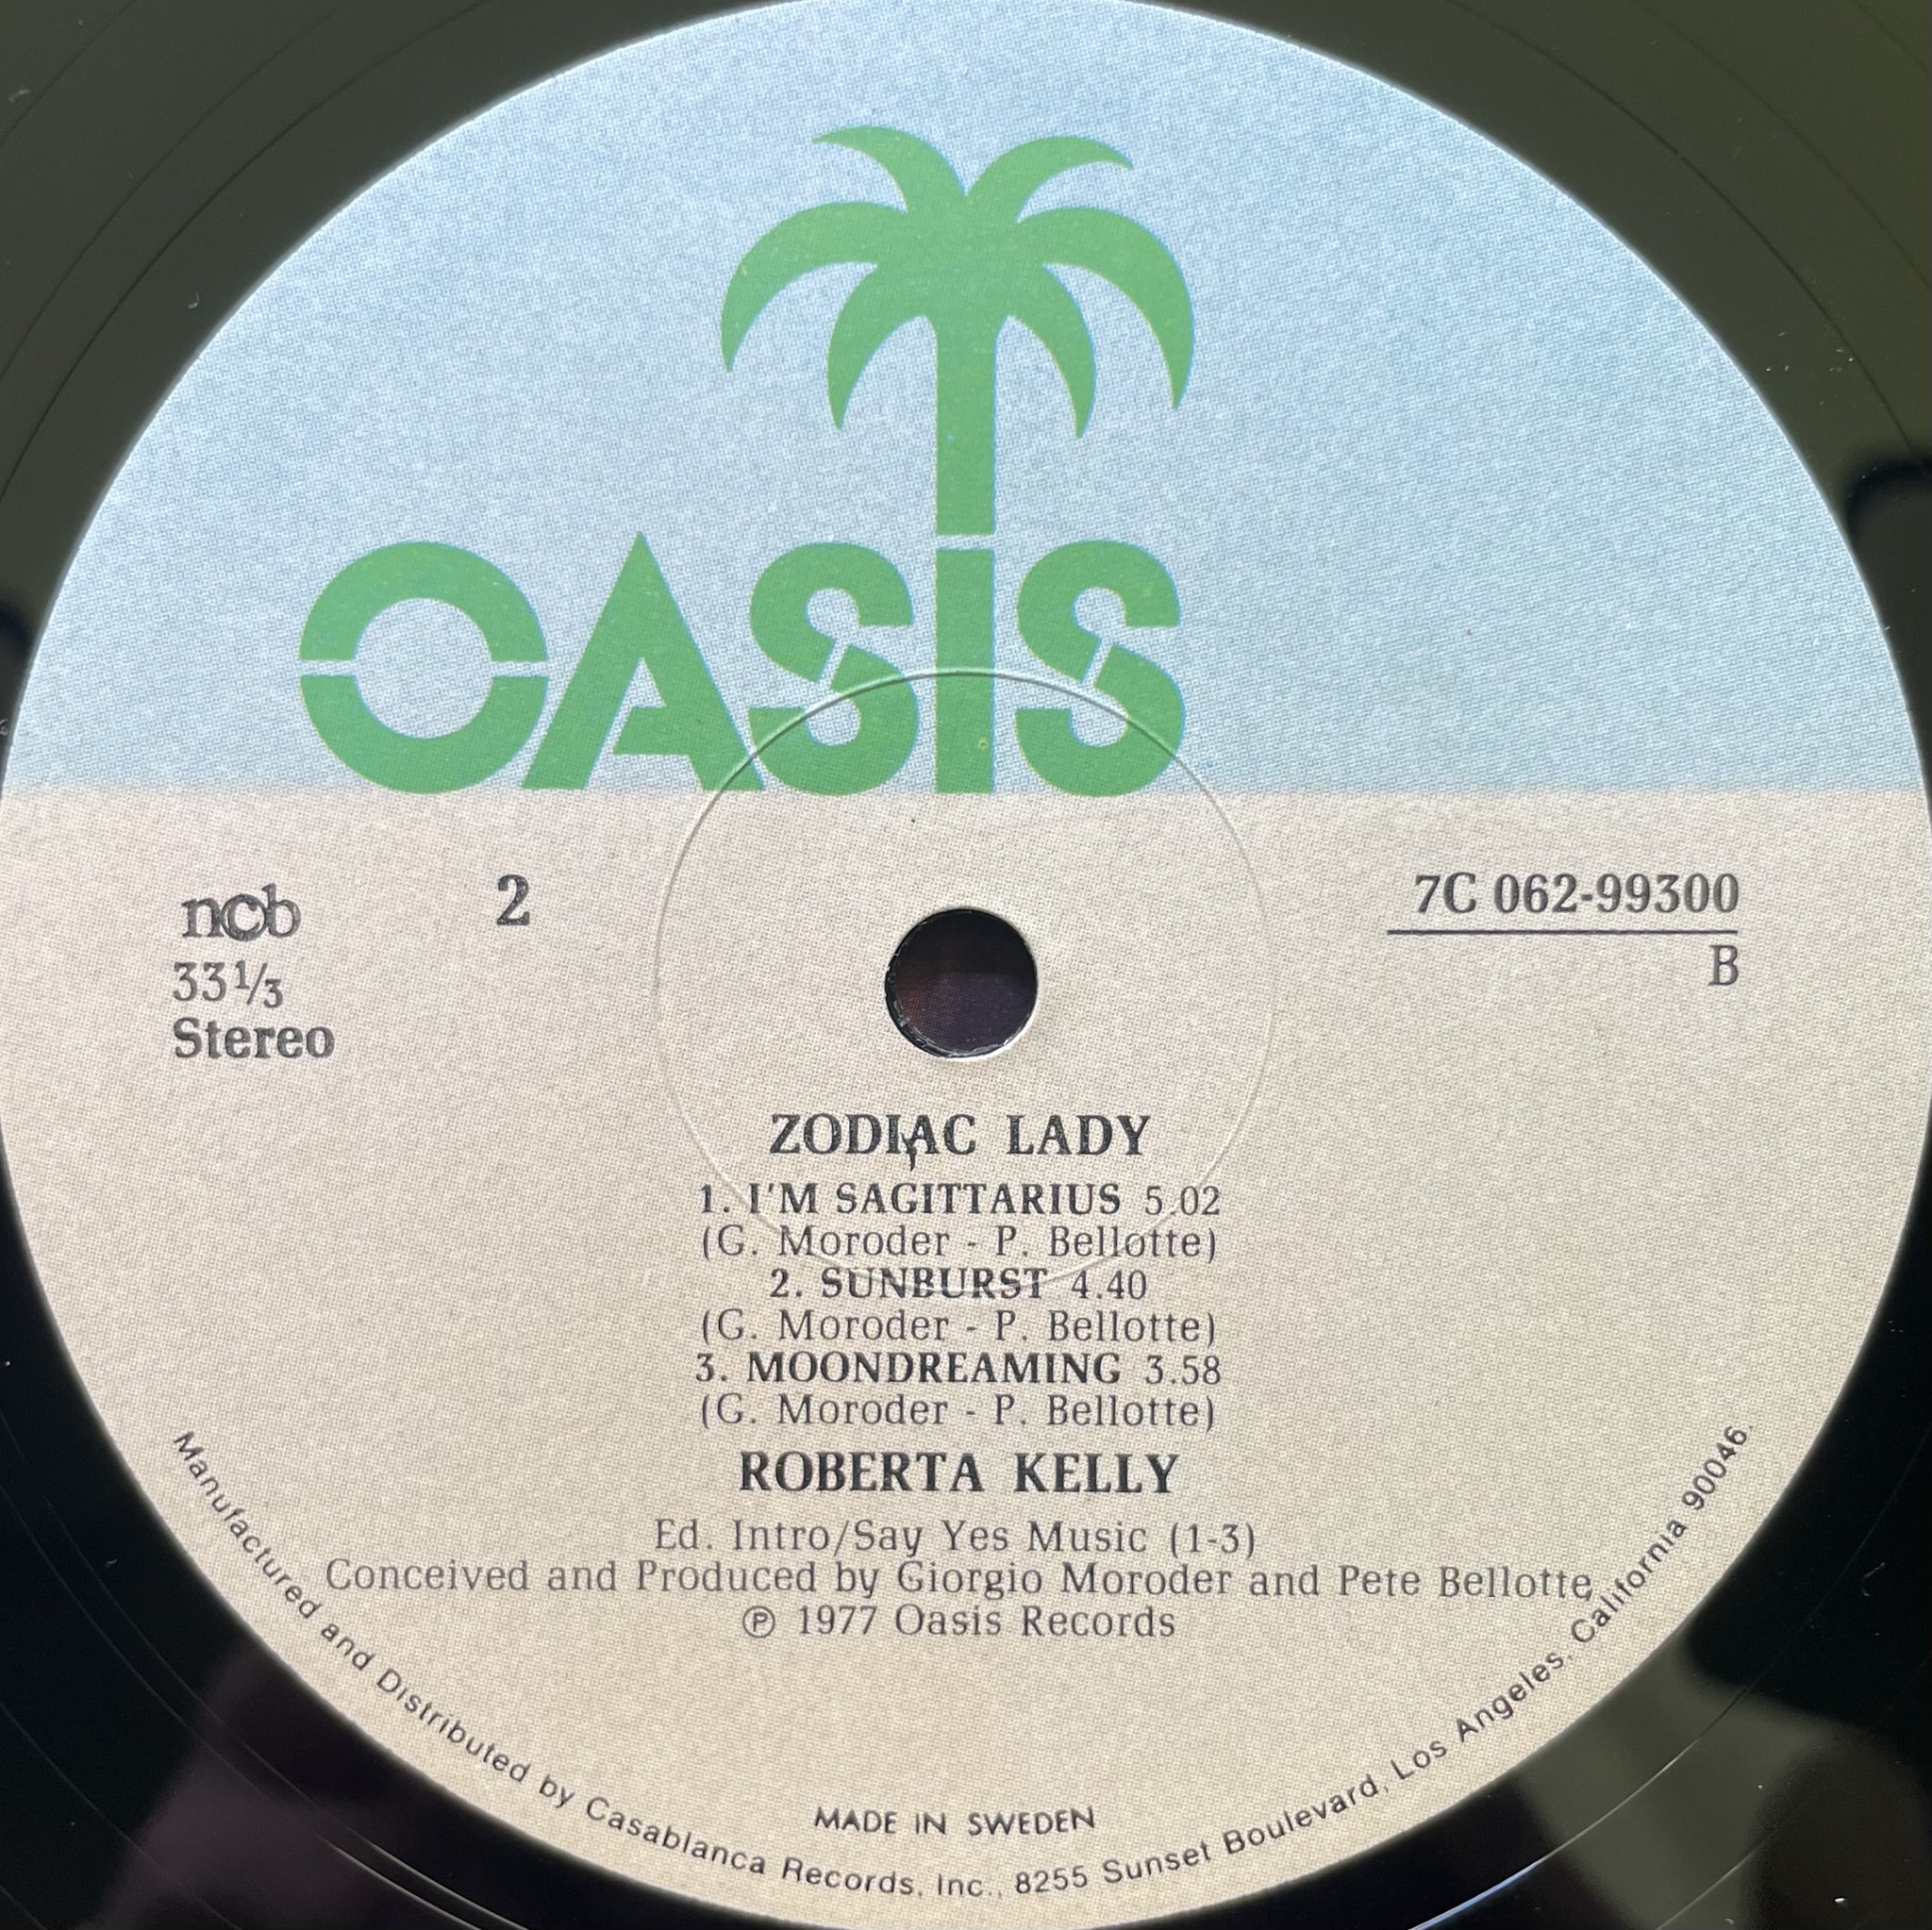 OASIS
ncb 2 7C 062-99300
33⅓ B
Stereo
ZODIAC LADY
1. I'M SAGITTARIUS 5.02
(G. Moroder - P. Bellotte)
2. SUNBURST 4.40
(G. Moroder - P. Bellotte)
3. MOONDREAMING 3.58
(G. Moroder - P. Bellotte)
ROBERTA KELLY
Ed. Intro/Say Yes Music (1-3)
Conceived and Produced by Giorgio Moroder and Pete Bellotte
℗ 1977 Oasis Records
MADE IN SWEDEN
Manufactured and Distributed by Casablanca Records, Inc., 8255 Sunset Boulevard, Los Angeles, California 90046.